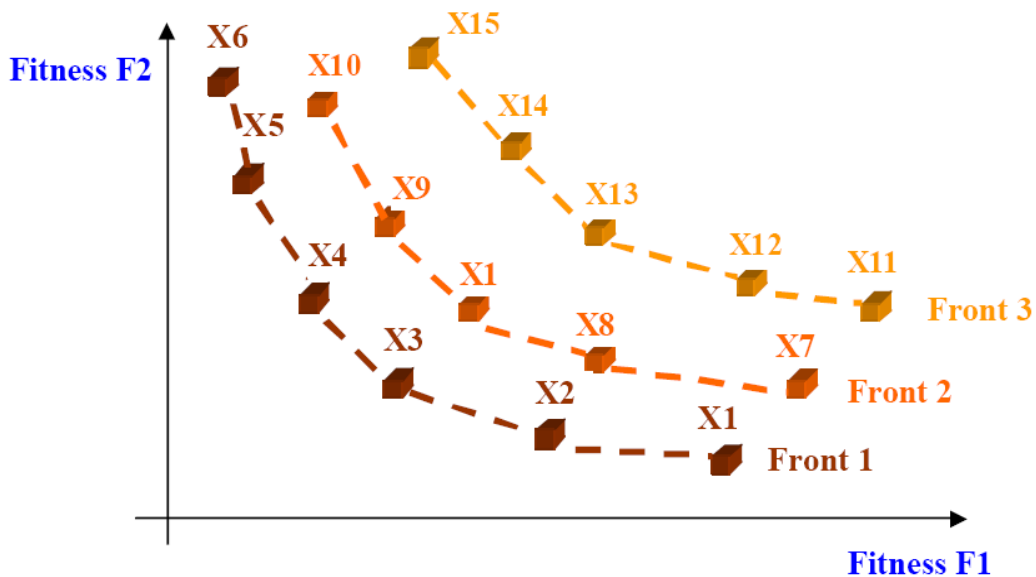 X15
X6
Fitness F2
X10
X14
X5
X9
X13
X4
X12
X11
X1
Front 3
X3
X8
X7
X2
Front 2
X1
Front 1
Fitness F1